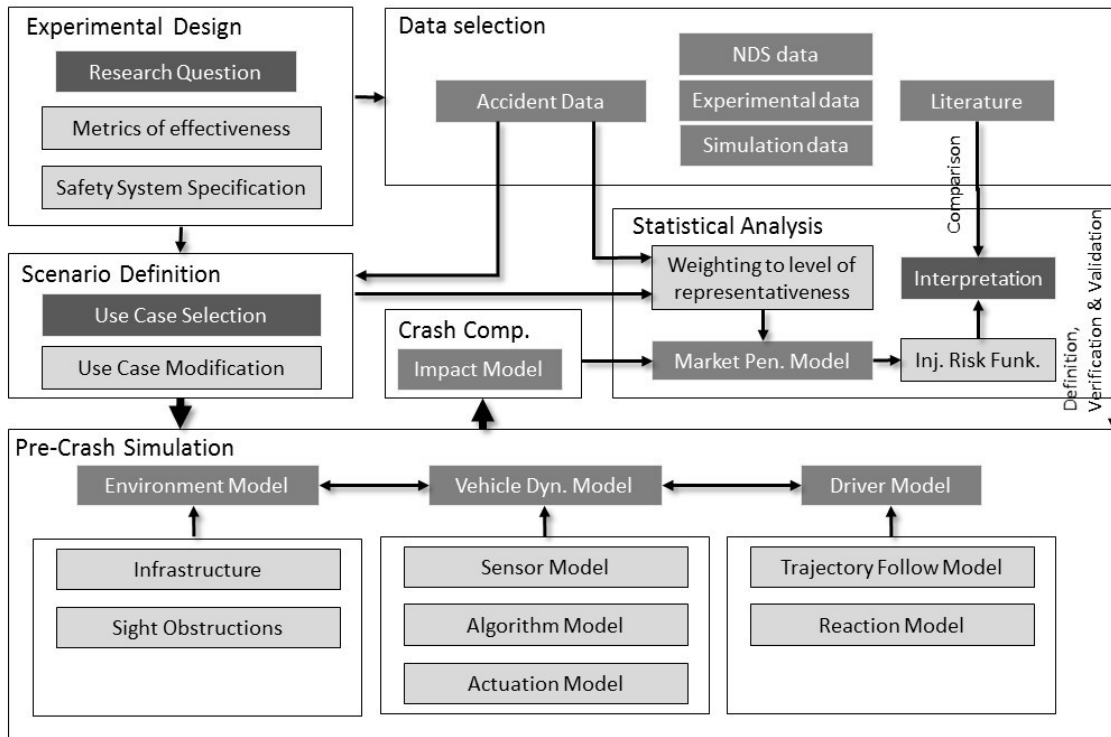 Experimental Design
Research Question
Metrics of effectiveness
Safety System Specification
Data selection
Accident Data
NDS data
Experimental data
Simulation data
Literature
Comparison
Scenario Definition
Use Case Selection
Use Case Modification
Statistical Analysis
Weighting to level of
representativeness
Interpretation
Crash Comp.
Impact Model
Market Pen. Model
Inj. Risk Funk.
Definition,
Verification & Validation
Pre-Crash Simulation
Environment Model
Vehicle Dyn. Model
Driver Model
Infrastructure
Sight Obstructions
Sensor Model
Algorithm Model
Actuation Model
Trajectory Follow Model
Reaction Model